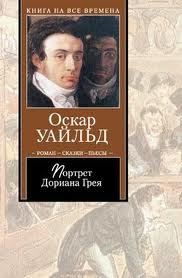 КНИГА НА ВСЕ ВРЕМЕНА
Оскар
УАЙЛЬД
– РОМАН – СКАЗКИ – ПЬЕСЫ –
Портрет
Дориана Грея